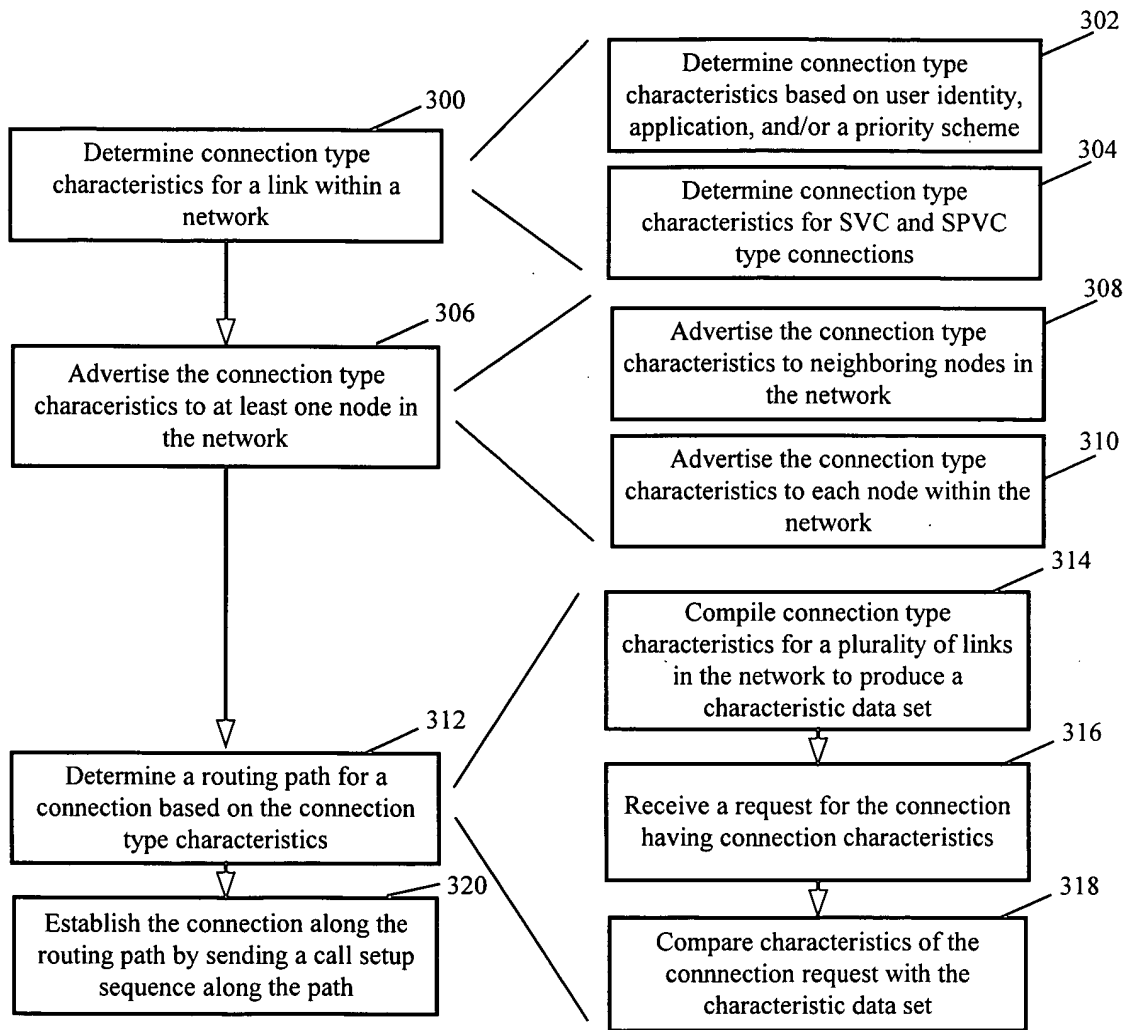 302
Determine connection type
characteristics based on user identity,
application, and/or a priority scheme
300
Determine connection type
characteristics for a link within a
network
304
Determine connection type
characteristics for SVC and SPVC
type connections
306
Advertise the connection type
characeristics to at least one node in
the network
308
Advertise the connection type
characteristics to neighboring nodes in
the network
310
Advertise the connection type
characteristics to each node within the
network
314
Compile connection type
characteristics for a plurality of links
in the network to produce a
characteristic data set
312
Determine a routing path for a
connection based on the connection
type characteristics
316
Receive a request for the connection
having connection characteristics
320
Establish the connection along the
routing path by sending a call setup
sequence along the path
318
Compare characteristics of the
connnection request with the
characteristic data set